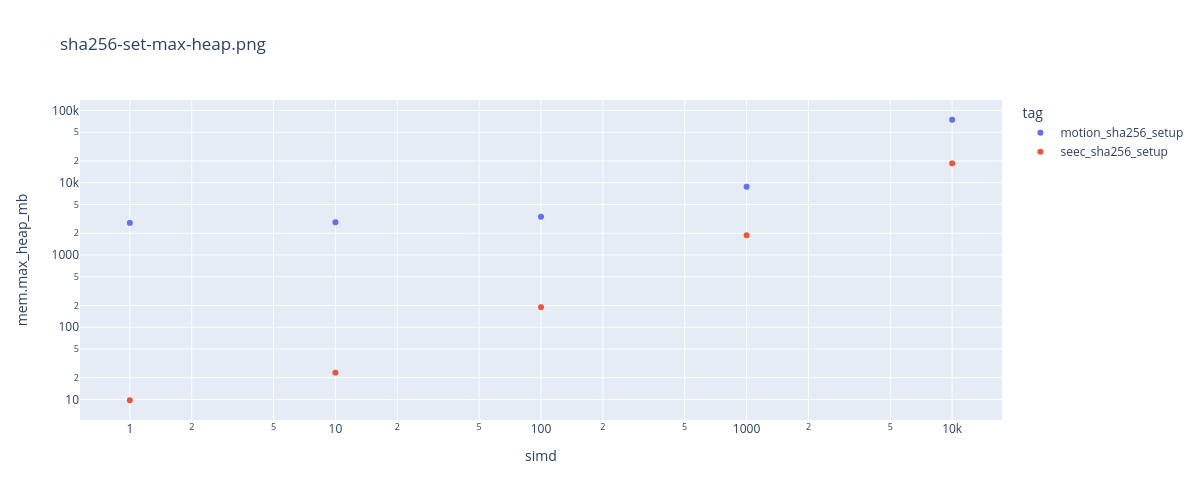 sha256-set-max-heap.png
tag
motion_sha256_setup
seec_sha256_setup
mem.max_heap_mb
100k
5
2
10k
5
2
1000
5
2
100
5
2
10
1 2 5 10 2 5 100 2 5 1000 2 5 10k
simd